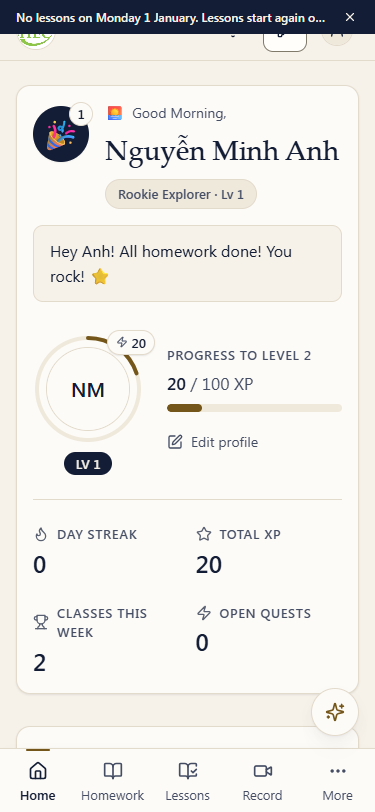 No lessons on Monday 1 January. Lessons start again o...
1
Good Morning,
Nguyễn Minh Anh
Rookie Explorer · Lv 1
Hey Anh! All homework done! You
rock! ⭐
20
NM
LV 1
PROGRESS TO LEVEL 2
20 / 100 XP
Edit profile
DAY STREAK
0
TOTAL XP
20
CLASSES THIS
WEEK
2
OPEN QUESTS
0
Home
Homework
Lessons
Record
More